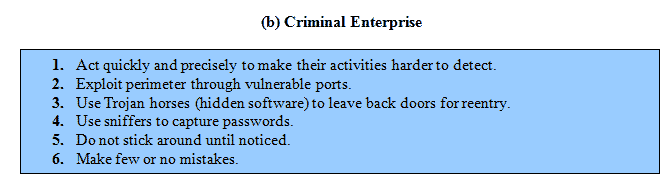 (b) Criminal Enterprise
1. Act quickly and precisely to make their activities harder to detect.
2. Exploit perimeter through vulnerable ports.
3. Use Trojan horses (hidden software) to leave back doors for reentry.
4. Use sniffers to capture passwords.
5. Do not stick around until noticed.
6. Make few or no mistakes.